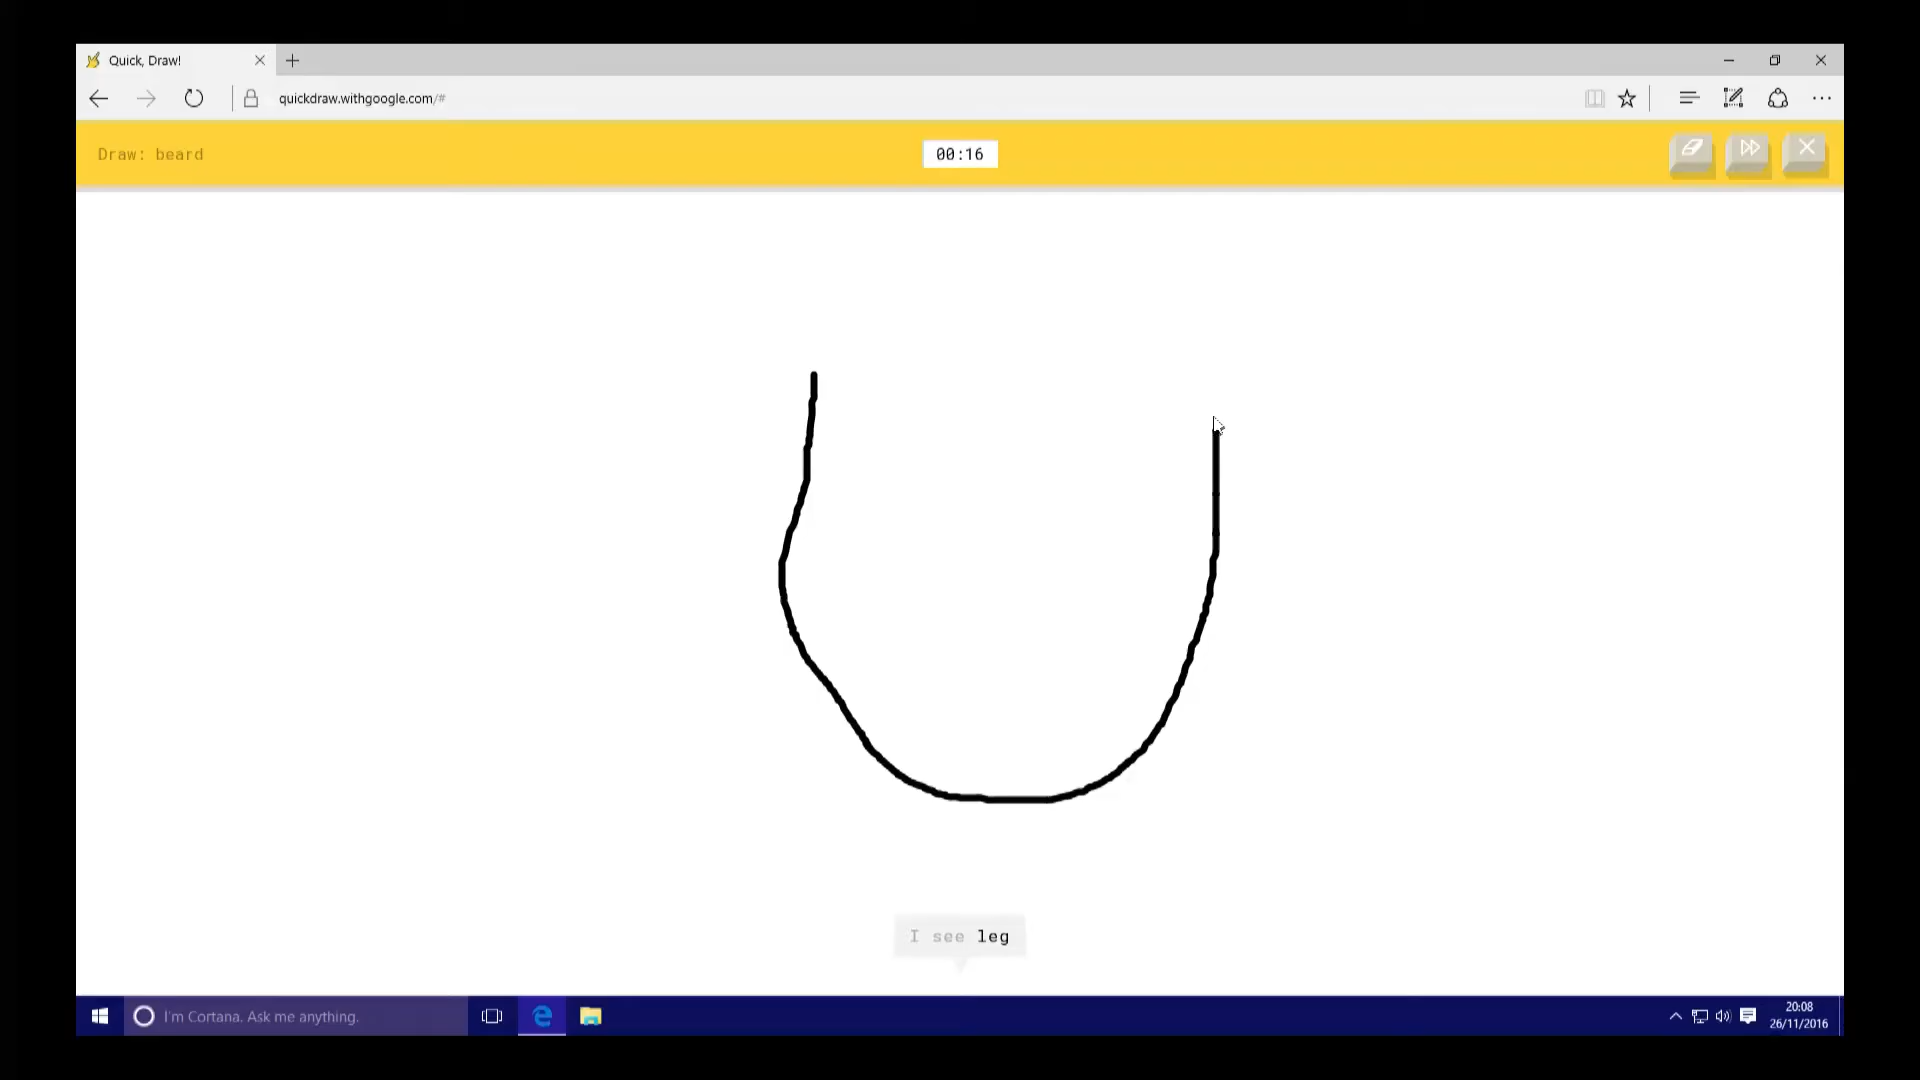 Quick, Draw!
quickdraw.withgoogle.com/#
Draw: beard
00:16
I see leg
I'm Cortana. Ask me anything.
20:08
26/11/2016